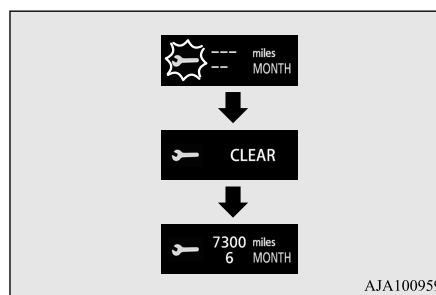 --- miles
-- MONTH
CLEAR
7300 miles
6 MONTH
AJA100959